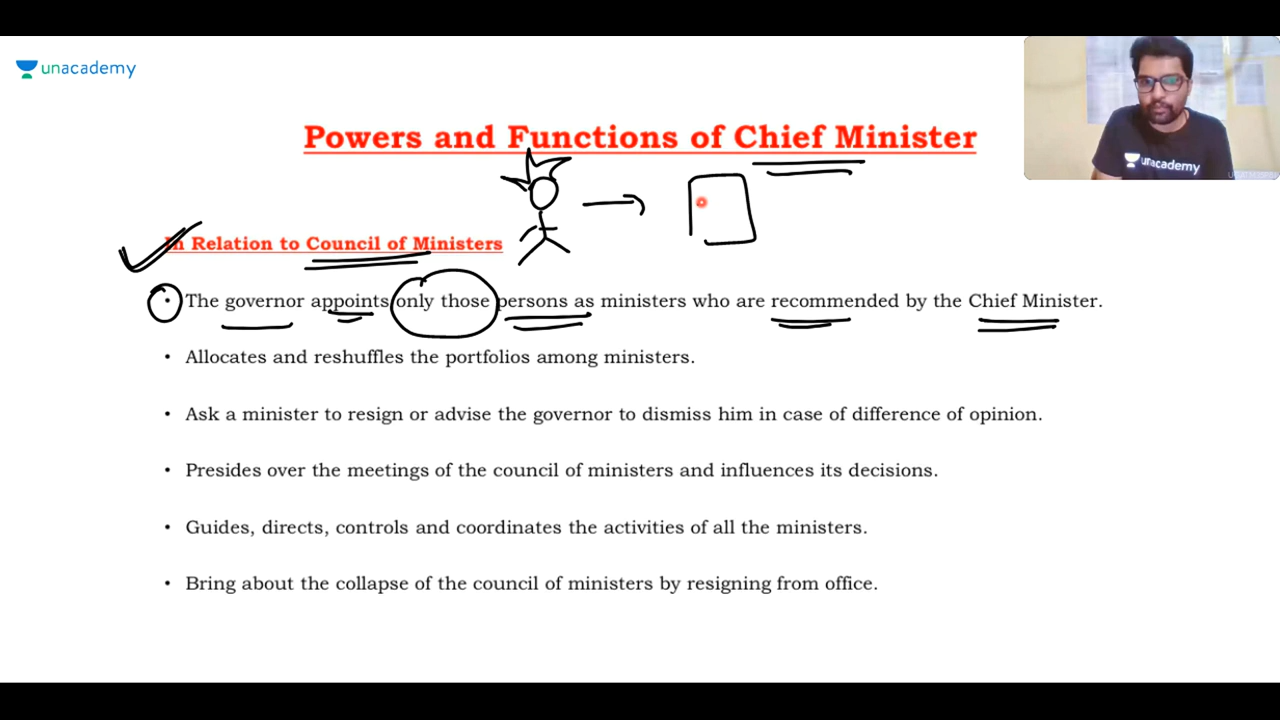 unacademy
Powers and Functions of Chief Minister
In Relation to Council of Ministers
• The governor appoints only those persons as ministers who are recommended by the Chief Minister.
• Allocates and reshuffles the portfolios among ministers.
• Ask a minister to resign or advise the governor to dismiss him in case of difference of opinion.
• Presides over the meetings of the council of ministers and influences its decisions.
• Guides, directs, controls and coordinates the activities of all the ministers.
• Bring about the collapse of the council of ministers by resigning from office.
unacademy